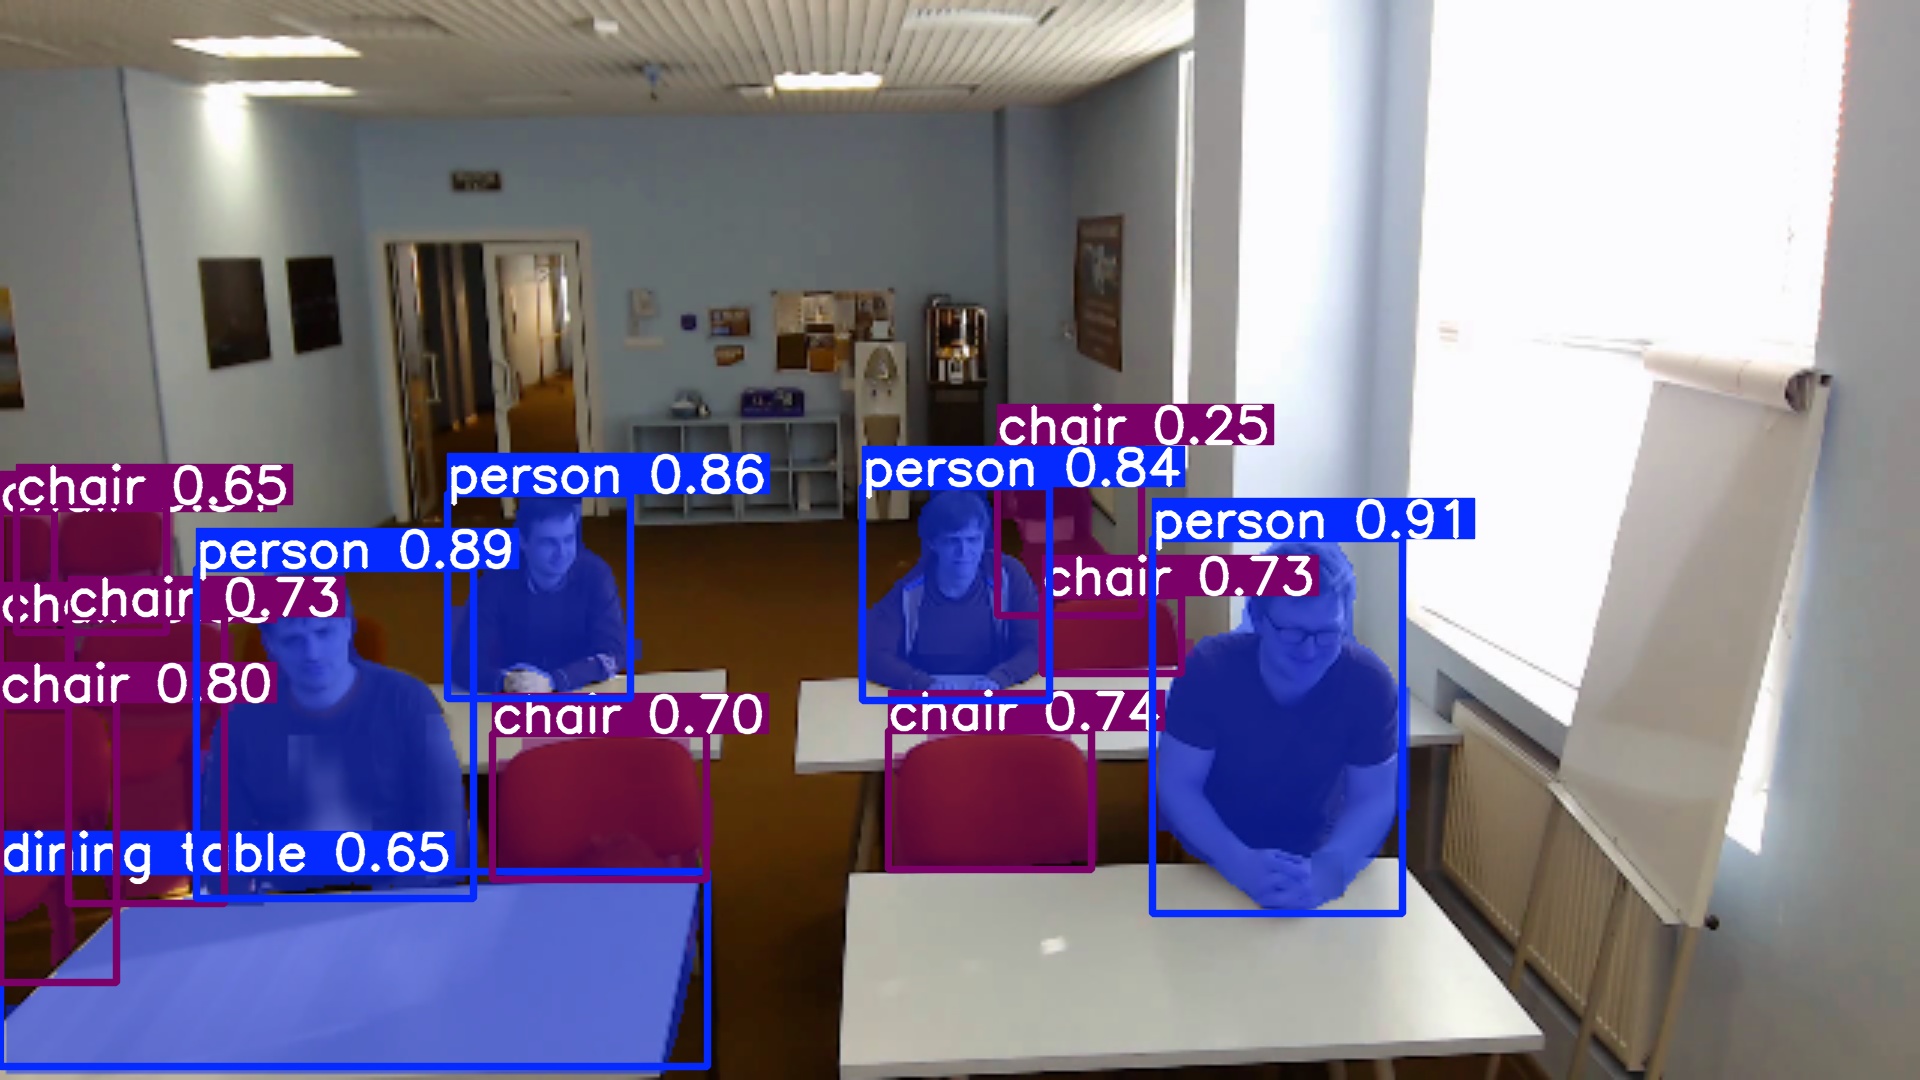 chair 0.25
person 0.84
person 0.86
chair 0.65
person 0.91
person 0.89
chair 0.73
chair 0.73
chair 0.80
chair 0.70
chair 0.74
dining table 0.65